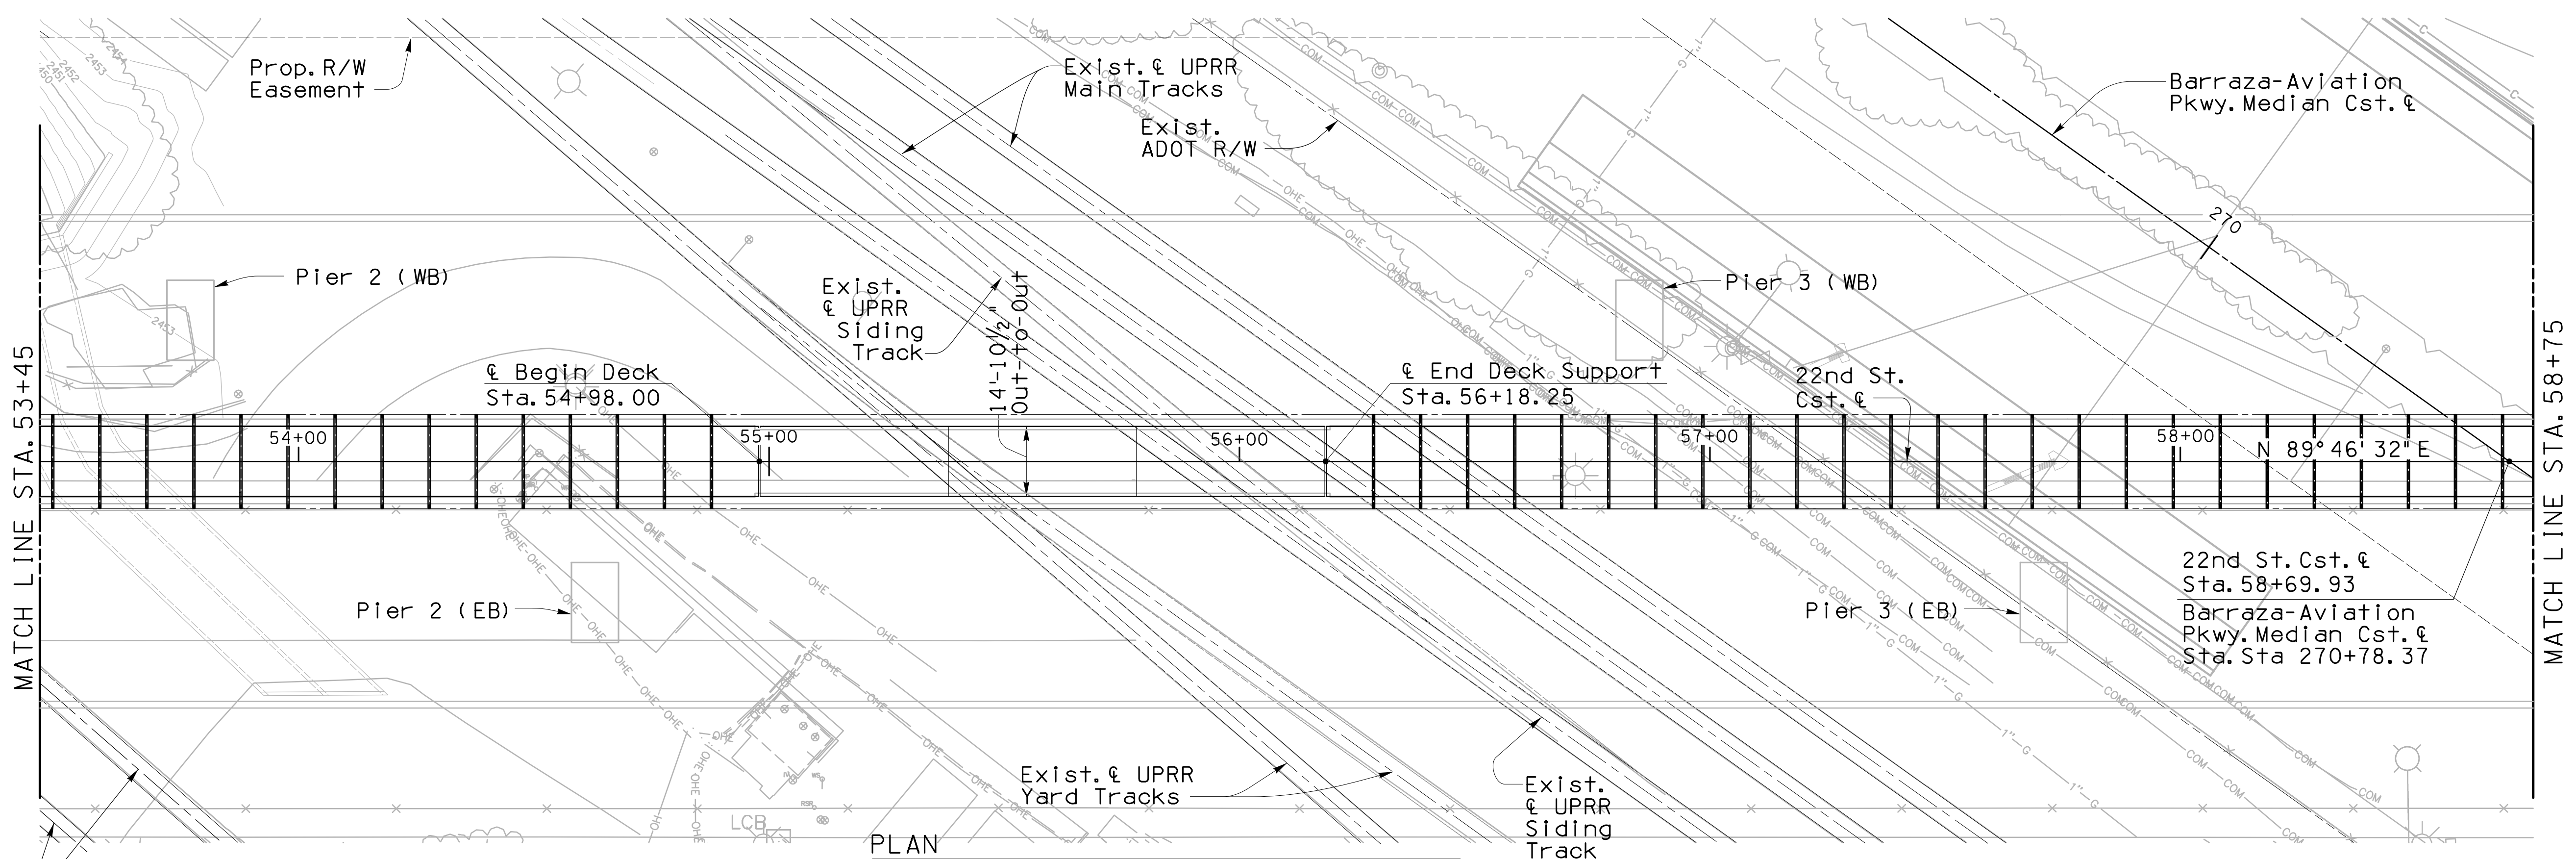 Prop. R/W
Easement
Exist. ℄ UPRR
Main Tracks
Exist.
ADOT R/W
Barraza-Aviation
Pkwy. Median Cst. ℄
270
Pier 2 (WB)
Exist.
℄ UPRR
Siding
Track
14'-10½"
Out-to-Out
Pier 3 (WB)
℄ Begin Deck
Sta. 54+98.00
℄ End Deck Support
Sta. 56+18.25
22nd St.
Cst. ℄
54+00
55+00
56+00
57+00
58+00
N 89°46'32" E
MATCH LINE STA. 53+45
MATCH LINE STA. 58+75
Pier 2 (EB)
Pier 3 (EB)
22nd St. Cst. ℄
Sta. 58+69.93
Barraza-Aviation
Pkwy. Median Cst. ℄
Sta. Sta 270+78.37
Exist. ℄ UPRR
Yard Tracks
Exist.
℄ UPRR
Siding
Track
LCB
PLAN
2454
2453
2452
2451
2453